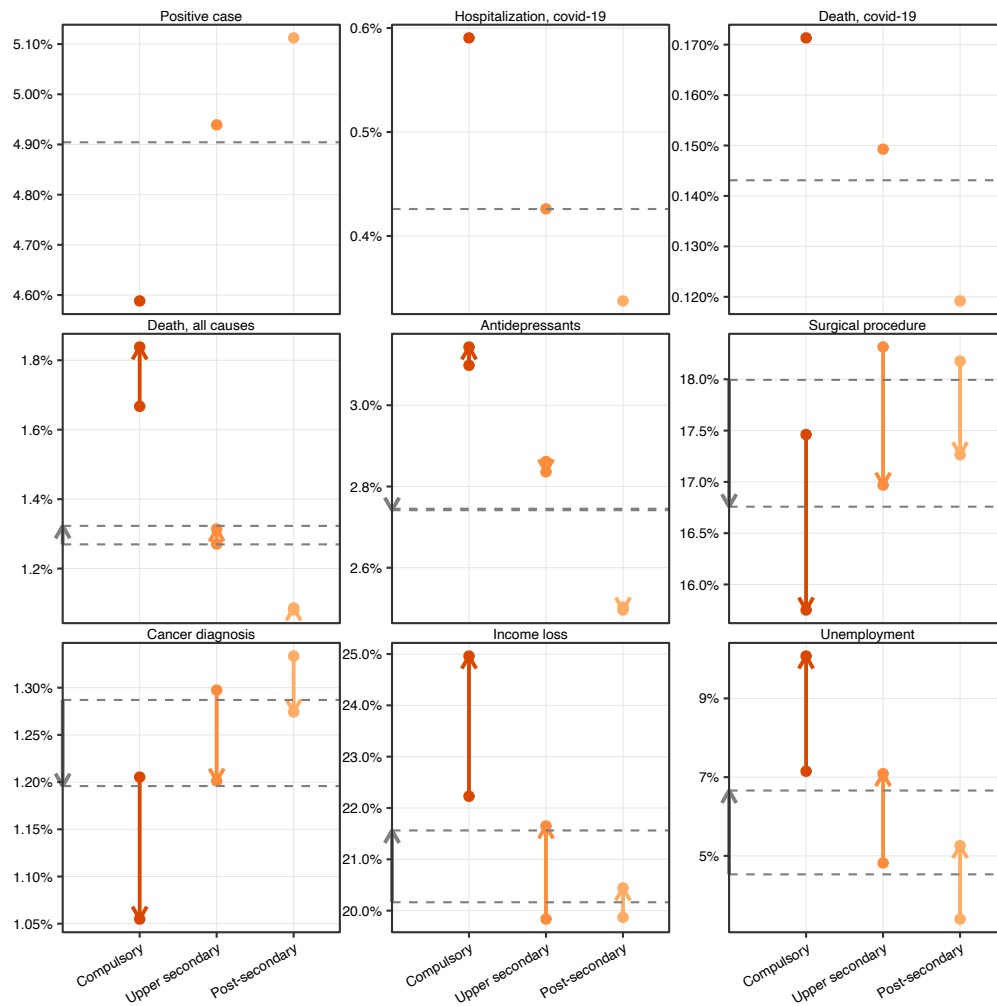 Positive case
5.10%
5.00%
4.90%
4.80%
4.70%
4.60%
Hospitalization, covid-19
0.6%
0.5%
0.4%
Death, covid-19
0.170%
0.160%
0.150%
0.140%
0.130%
0.120%
Death, all causes
1.8%
1.6%
1.4%
1.2%
Antidepressants
3.0%
2.8%
2.6%
Surgical procedure
18.0%
17.5%
17.0%
16.5%
16.0%
Cancer diagnosis
1.30%
1.25%
1.20%
1.15%
1.10%
1.05%
Income loss
25.0%
24.0%
23.0%
22.0%
21.0%
20.0%
Unemployment
9%
7%
5%
Compulsory
Upper secondary
Post-secondary
Compulsory
Upper secondary
Post-secondary
Compulsory
Upper secondary
Post-secondary